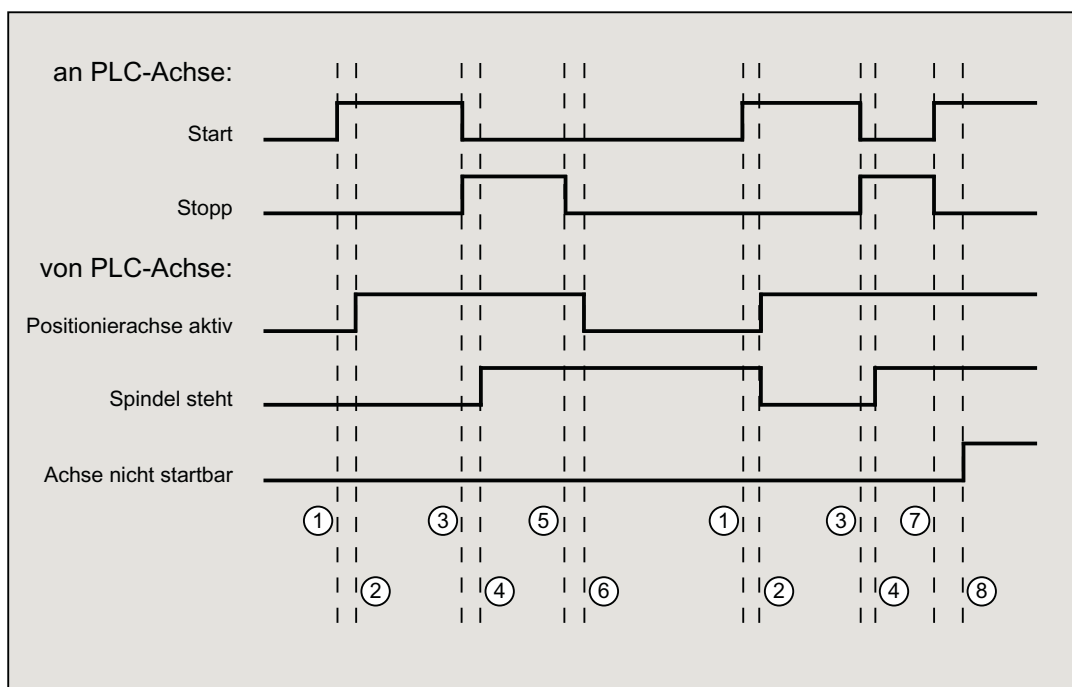 an PLC-Achse:
Start
Stopp
von PLC-Achse:
Positionierachse aktiv
Spindel steht
Achse nicht startbar
1 3 5 1 3 7
2 4 6 2 4 8